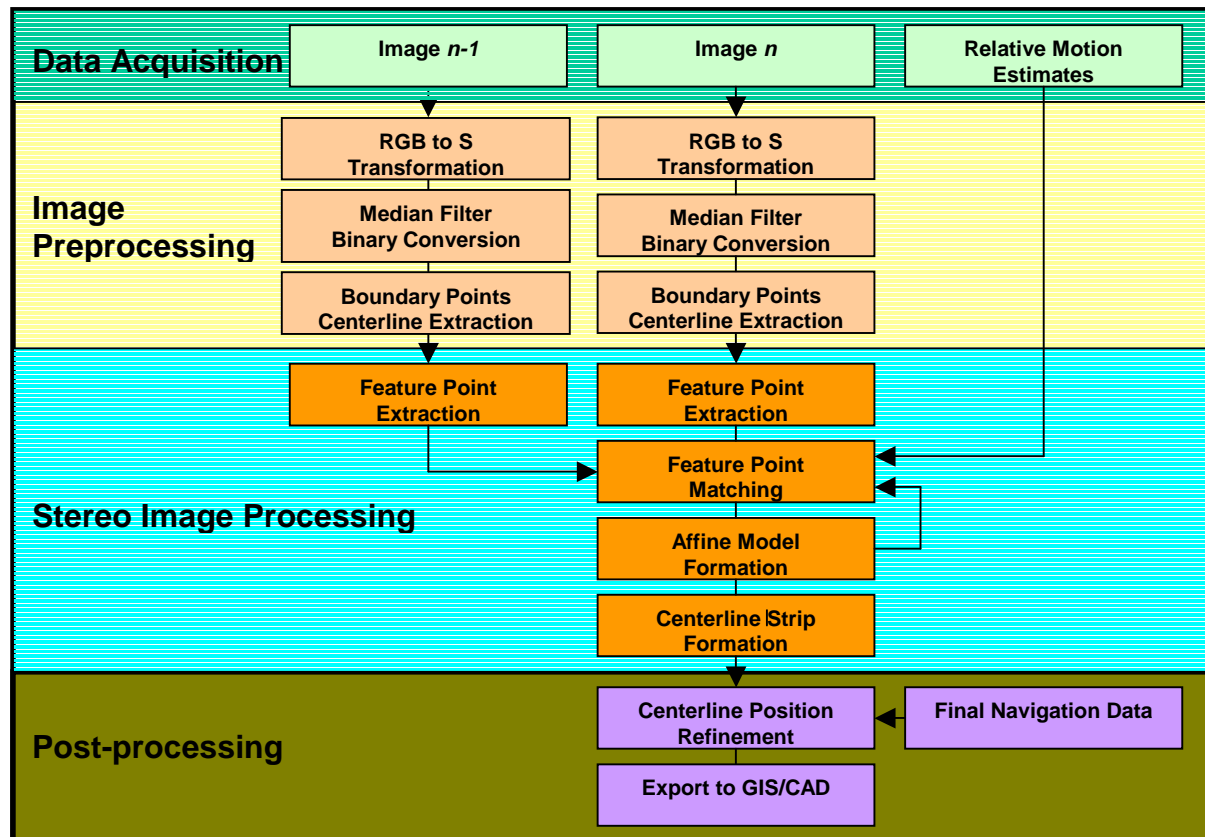 Data Acquisition
Image n-1
Image n
Relative Motion
Estimates
Image
Preprocessing
RGB to S
Transformation
RGB to S
Transformation
Median Filter
Binary Conversion
Median Filter
Binary Conversion
Boundary Points
Centerline Extraction
Boundary Points
Centerline Extraction
Stereo Image Processing
Feature Point
Extraction
Feature Point
Extraction
Feature Point
Matching
Affine Model
Formation
Centerline Strip
Formation
Post-processing
Centerline Position
Refinement
Final Navigation Data
Export to GIS/CAD